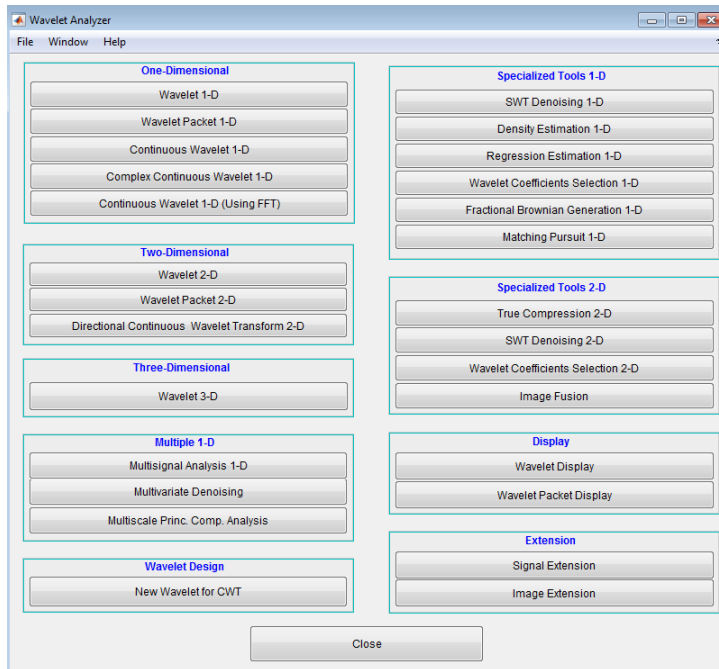 Wavelet Analyzer
File Window Help
One-Dimensional
Wavelet 1-D
Wavelet Packet 1-D
Continuous Wavelet 1-D
Complex Continuous Wavelet 1-D
Continuous Wavelet 1-D (Using FFT)
Two-Dimensional
Wavelet 2-D
Wavelet Packet 2-D
Directional Continuous Wavelet Transform 2-D
Three-Dimensional
Wavelet 3-D
Multiple 1-D
Multisignal Analysis 1-D
Multivariate Denoising
Multiscale Princ. Comp. Analysis
Wavelet Design
New Wavelet for CWT
Specialized Tools 1-D
SWT Denoising 1-D
Density Estimation 1-D
Regression Estimation 1-D
Wavelet Coefficients Selection 1-D
Fractional Brownian Generation 1-D
Matching Pursuit 1-D
Specialized Tools 2-D
True Compression 2-D
SWT Denoising 2-D
Wavelet Coefficients Selection 2-D
Image Fusion
Display
Wavelet Display
Wavelet Packet Display
Extension
Signal Extension
Image Extension
Close